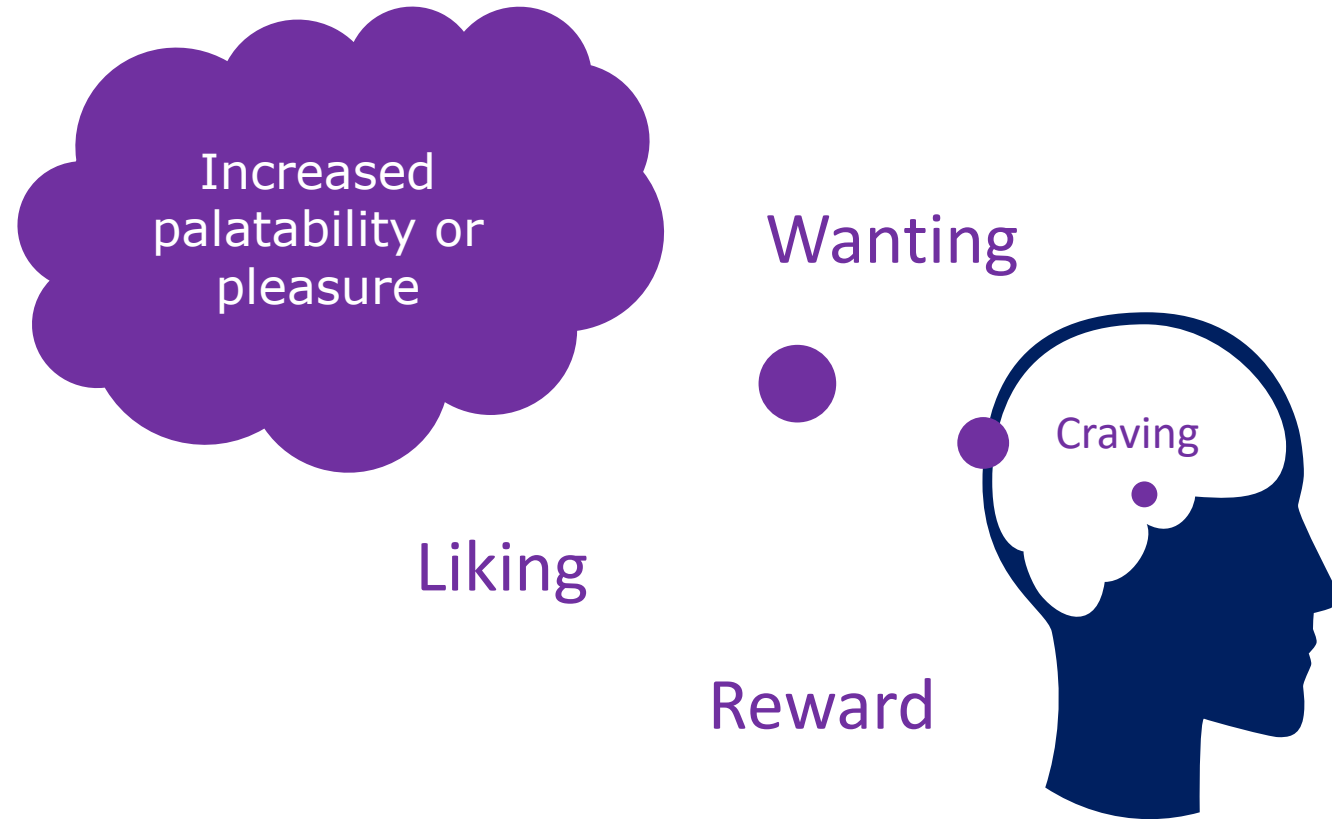 Increased
palatability or
pleasure
Wanting
Craving
Liking
Reward